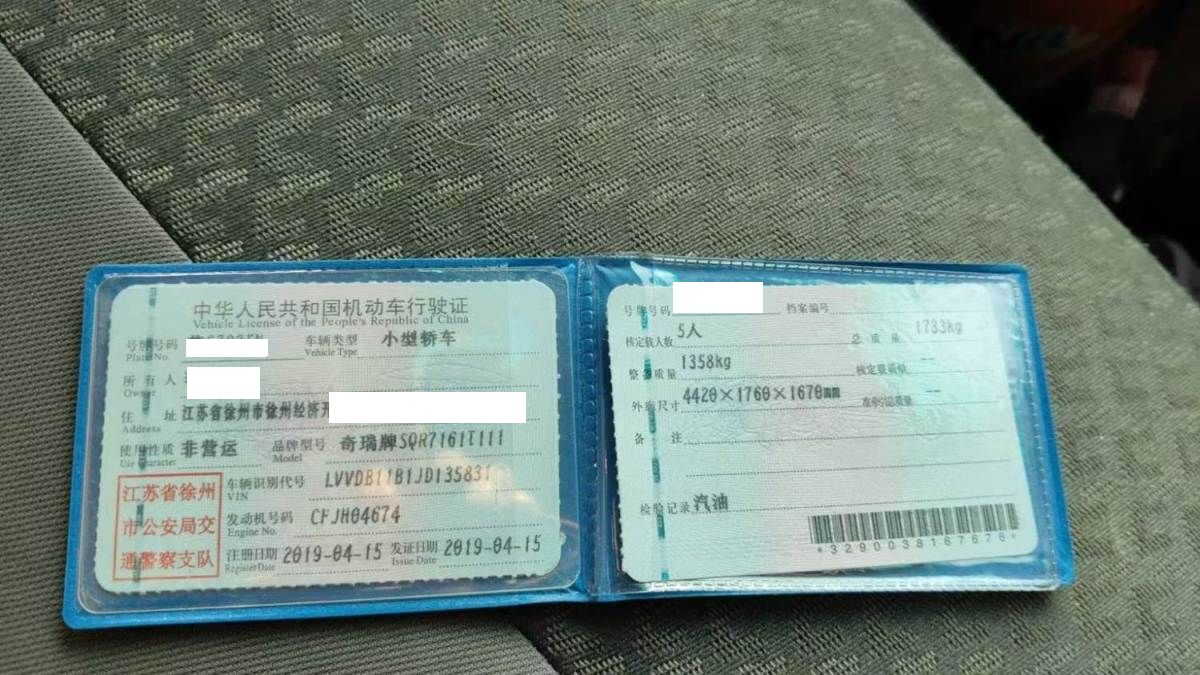 中华人民共和国机动车行驶证
Vehicle License of the People's Republic of China
号牌号码
Plate No.
车辆类型 小型轿车
Vehicle Type
所有人
Owner
住 址 江苏省徐州市徐州经济开
Address
使用性质 非营运 品牌型号 奇瑞牌SQR7161T111
Use Character Model
江苏省徐州
市公安局交
通警察支队
车辆识别代号 LVVDB11B1JD135831
VIN
发动机号码 CFJH04674
Engine No.
注册日期 2019-04-15 发证日期 2019-04-15
Register Date Issue Date
号牌号码 档案编号
核定载人数 5人 总质量 1733kg
整备质量 1358kg 核定载质量 --
外廓尺寸 4420×1760×1670mm 准牵引总质量 --
备 注
检验记录 汽油
*3290038167676*